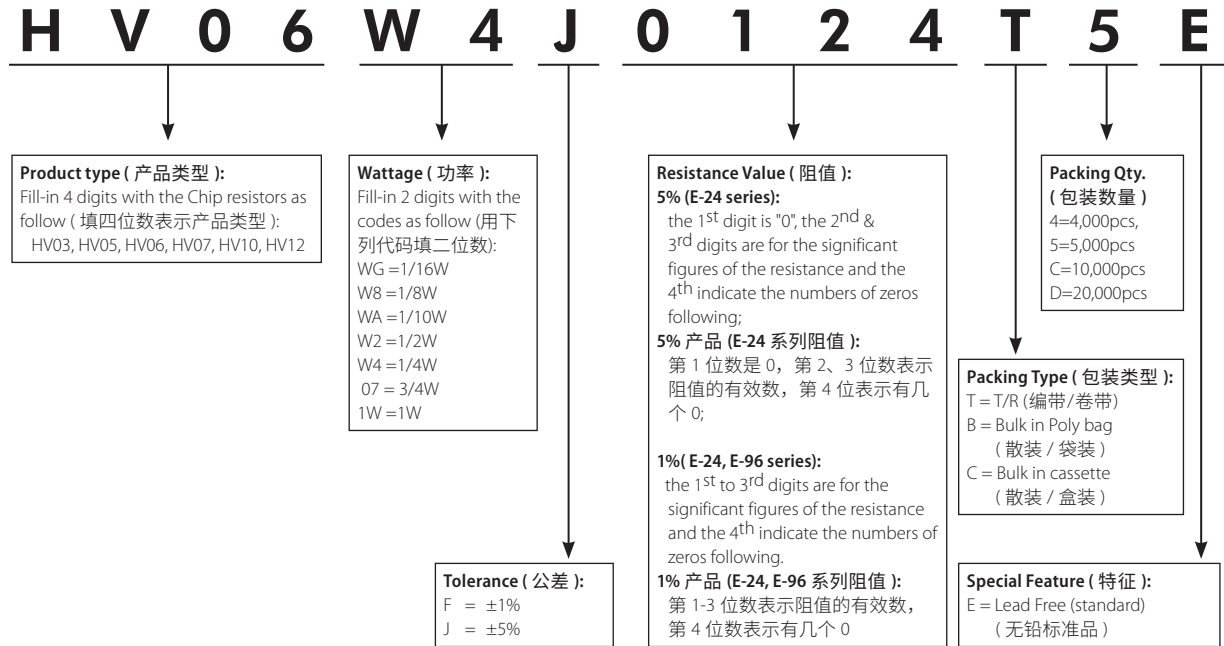 H V 0 6 W 4 J 0 1 2 4 T 5 E
Product type ( 产品类型 ):
Fill-in 4 digits with the Chip resistors as
follow ( 填四位数表示产品类型 ):
HV03, HV05, HV06, HV07, HV10, HV12
Wattage ( 功率 ):
Fill-in 2 digits with the
codes as follow (用下
列代码填二位数):
WG =1/16W
W8 =1/8W
WA =1/10W
W2 =1/2W
W4 =1/4W
07 = 3/4W
1W =1W
Tolerance ( 公差 ):
F = ±1%
J = ±5%
Resistance Value ( 阻值 ):
5% (E-24 series):
the 1st digit is "0", the 2nd &
3rd digits are for the significant
figures of the resistance and the
4th indicate the numbers of zeros
following;
5% 产品 (E-24 系列阻值 ):
第 1 位数是 0，第 2、3 位数表示
阻值的有效数，第 4 位表示有几
个 0;
1%( E-24, E-96 series):
the 1st to 3rd digits are for the
significant figures of the resistance
and the 4th indicate the numbers of
zeros following.
1% 产品 (E-24, E-96 系列阻值 ):
第 1-3 位数表示阻值的有效数，
第 4 位数表示有几个 0
Packing Qty.
( 包装数量 )
4=4,000pcs,
5=5,000pcs
C=10,000pcs
D=20,000pcs
Packing Type ( 包装类型 ):
T = T/R (编带/卷带)
B = Bulk in Poly bag
( 散装 / 袋装 )
C = Bulk in cassette
( 散装 / 盒装 )
Special Feature ( 特征 ):
E = Lead Free (standard)
( 无铅标准品 )